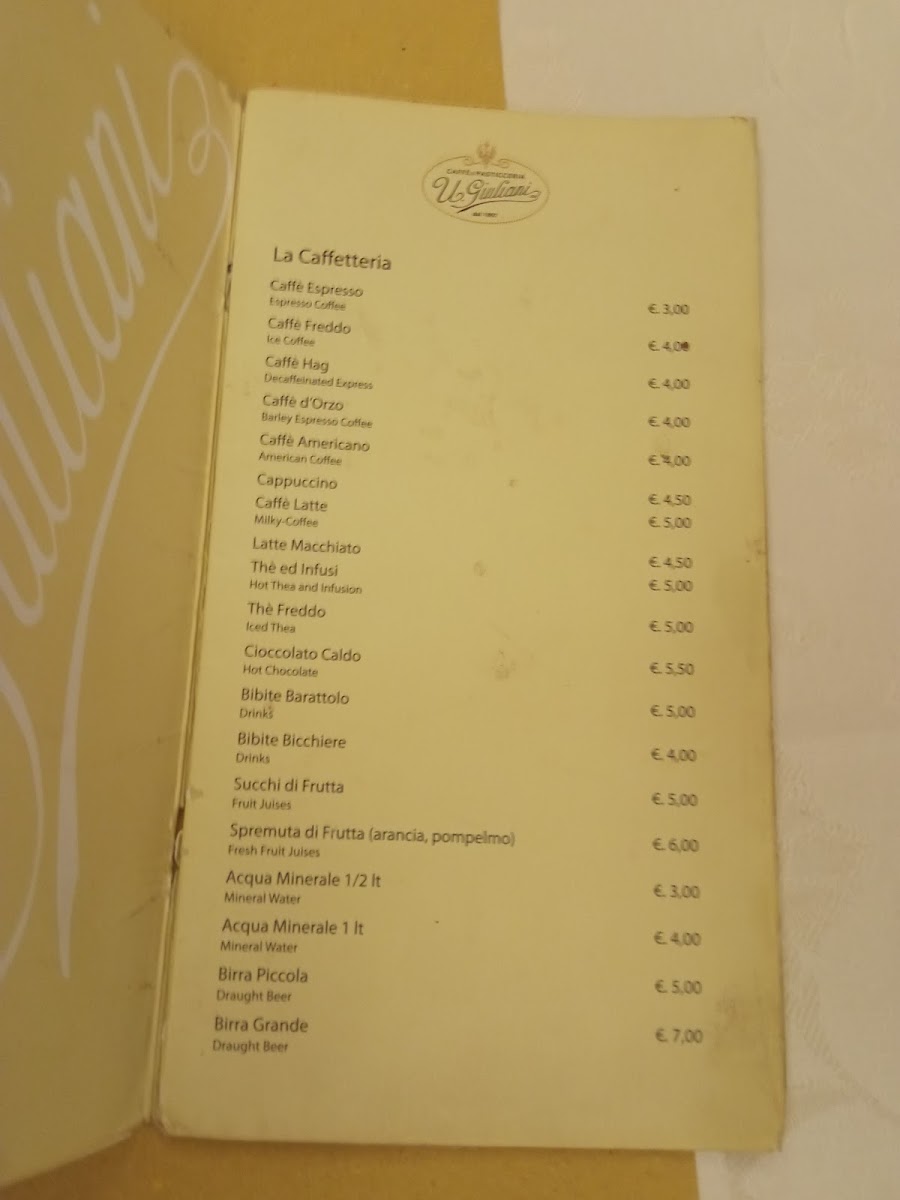 CAFFÈ e PASTICCERIA
U. Giuliani
La Caffetteria
Caffè Espresso
Espresso Coffee € 3,00
Caffè Freddo
Ice Coffee € 4,00
Caffè Hag
Decaffeinated Express € 4,00
Caffè d'Orzo
Barley Espresso Coffee € 4,00
Caffè Americano
American Coffee € 4,00
Cappuccino € 4,50
Caffè Latte € 5,00
Milky-Coffee
Latte Macchiato € 4,50
Thè ed Infusi € 5,00
Hot Thea and Infusion
Thè Freddo
Iced Thea € 5,00
Cioccolato Caldo
Hot Chocolate € 5,50
Bibite Barattolo
Drinks € 5,00
Bibite Bicchiere
Drinks € 4,00
Succhi di Frutta
Fruit Juises € 5,00
Spremuta di Frutta (arancia, pompelmo)
Fresh Fruit Juises € 6,00
Acqua Minerale 1/2 lt
Mineral Water € 3,00
Acqua Minerale 1 lt
Mineral Water € 4,00
Birra Piccola
Draught Beer € 5,00
Birra Grande
Draught Beer € 7,00